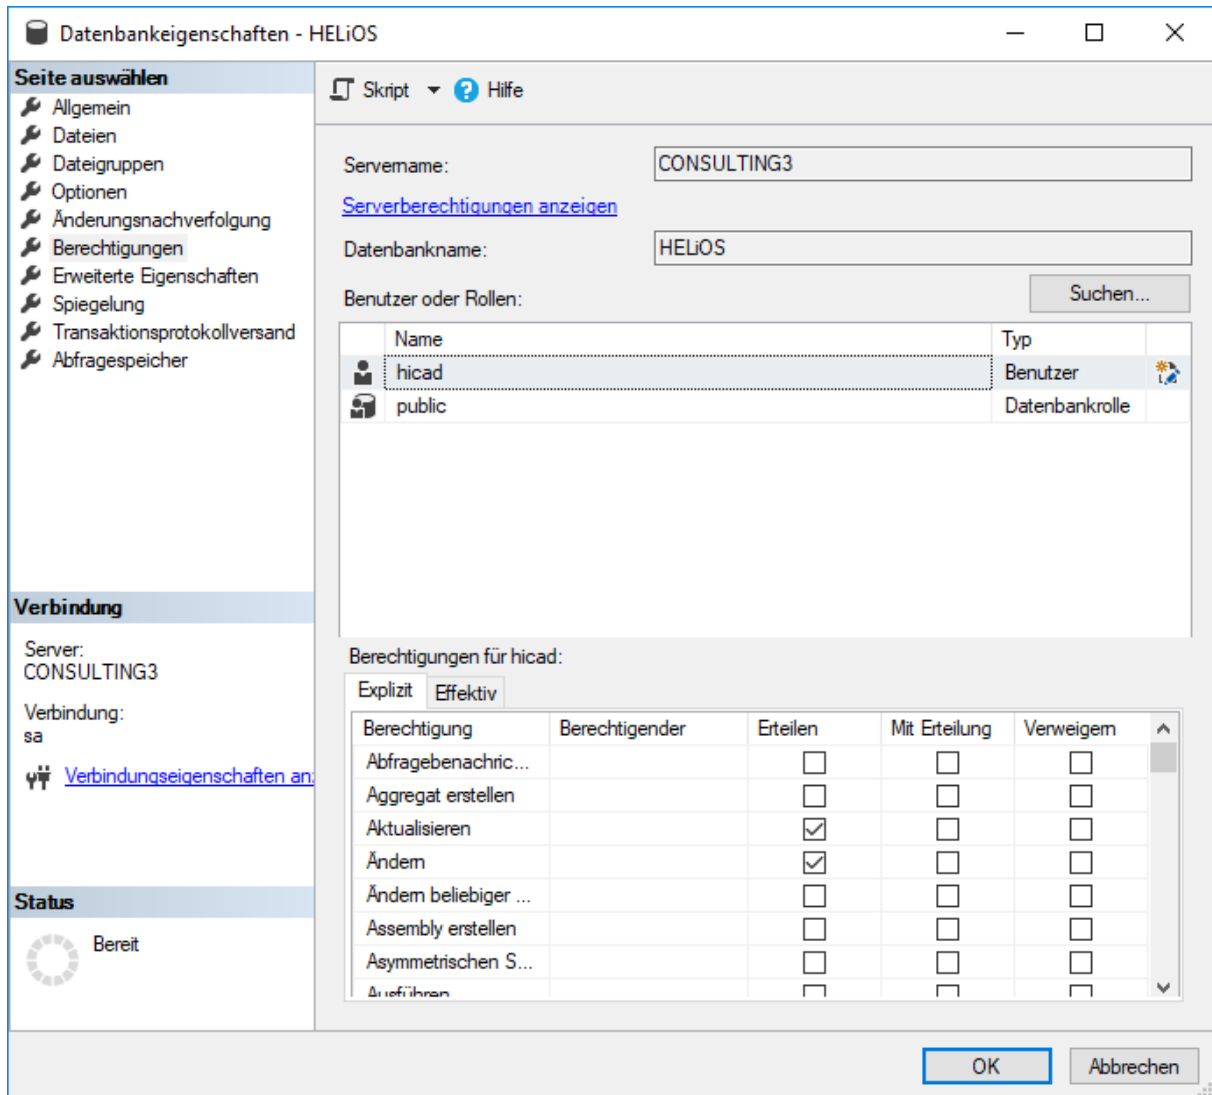 Datenbankeigenschaften - HELiOS
Seite auswählen
Allgemein
Dateien
Dateigruppen
Optionen
Änderungsnachverfolgung
Berechtigungen
Erweiterte Eigenschaften
Spiegelung
Transaktionsprotokollversand
Abfragespeicher
Verbindung
Server:
CONSULTING3
Verbindung:
sa
Verbindungseigenschaften an
Status
Bereit
Skript
Hilfe
Servername: CONSULTING3
Serverberechtigungen anzeigen
Datenbankname: HELiOS
Benutzer oder Rollen: Suchen...
Name Typ
hicad Benutzer
public Datenbankrolle
Berechtigungen für hicad:
Explizit Effektiv
Berechtigung Berechtigender Erteilen Mit Erteilung Verweigern
Abfragebenachric...
Aggregat erstellen
Aktualisieren
Ändern
Ändern beliebiger ...
Assembly erstellen
Asymmetrischen S...
Ausführen
OK Abbrechen